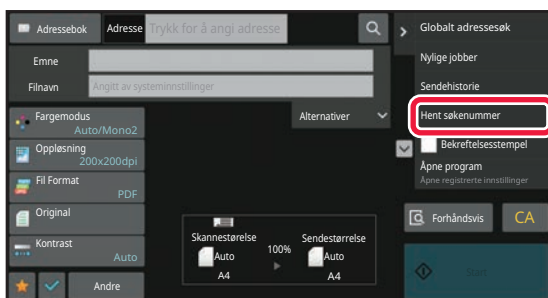 Adressebok
Adresse
Trykk for å angi adresse
Emne
Filnavn
Angitt av systeminnstillinger
Fargemodus
Auto/Mono2
Oppløsning
200x200dpi
Fil Format
PDF
Original
Kontrast
Auto
Andre
Alternativer
Skannestørelse
Auto
A4
100%
Sendestørrelse
Auto
A4
Globalt adressesøk
Nylige jobber
Sendehistorie
Hent søkenummer
Bekreftelsesstempel
Åpne program
Åpne registrerte innstillinger
Forhåndsvis
CA
Start